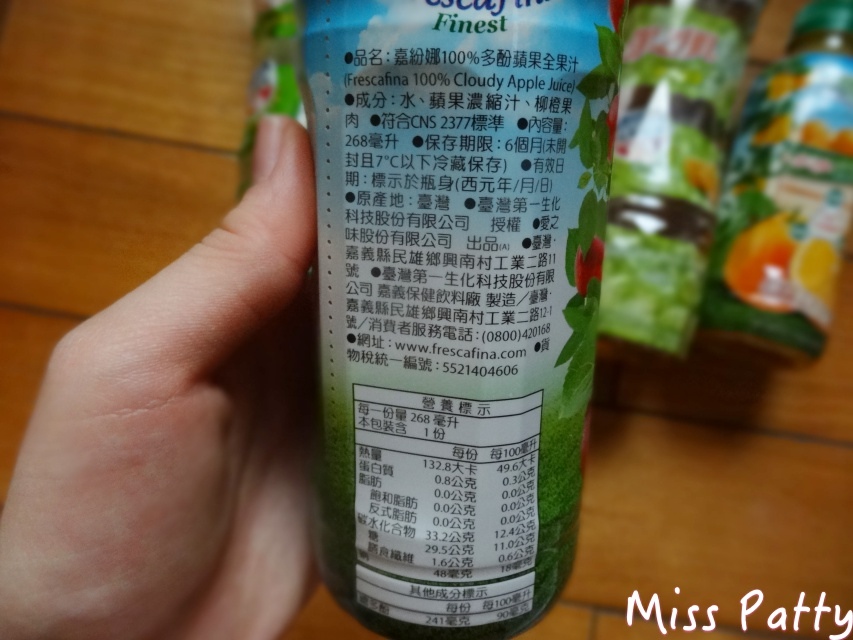 Finest
●品名：嘉紛娜100%多酚蘋果全果汁
(Frescafina 100% Cloudy Apple Juice)
●成分：水、蘋果濃縮汁、柳橙果
肉 ●符合CNS 2377標準 ●內容量：
268毫升 ●保存期限：6個月(未開
封且7°C以下冷藏保存) ●有效日
期：標示於瓶身(西元年/月/日)
●原產地：臺灣 ●臺灣第一生化
科技股份有限公司 授權 ●愛之
味股份有限公司 出品(A) ●臺灣·
嘉義縣民雄鄉興南村工業二路11
號 ●臺灣第一生化科技股份有限
公司 嘉義保健飲料廠 製造／臺灣·
嘉義縣民雄鄉興南村工業二路12-1
號／消費者服務電話：(0800)420168
●網址：www.frescafina.com ●貨
物稅統一編號：5521404606
營養標示
每一份量 268 毫升
本包裝含 1 份
每份 每100毫升
熱量 132.8大卡 49.6大卡
蛋白質 0.8公克 0.3公克
脂肪 0.0公克 0.0公克
飽和脂肪 0.0公克 0.0公克
反式脂肪 0.0公克 0.0公克
碳水化合物 33.2公克 12.4公克
糖 29.5公克 11.0公克
膳食纖維 1.6公克 0.6公克
鈉 48毫克 18毫克
其他成分標示
每份 每100毫升
241毫克 90毫克
Miss Patty